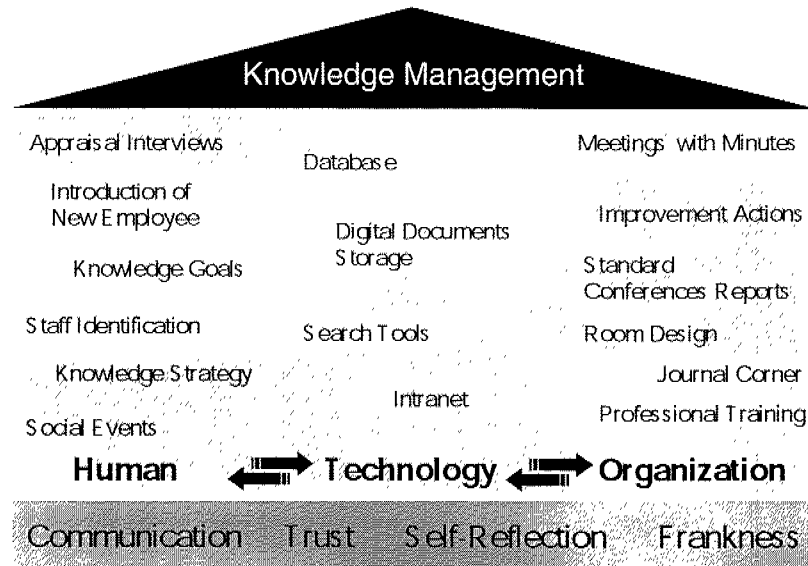 Knowledge Management
Appraisal Interviews
Introduction of
New Employee
Knowledge Goals
Staff Identification
Knowledge Strategy
Social Events
Human
Database
Digital Documents
Storage
Search Tools
Intranet
Technology
Meetings with Minutes
Improvement Actions
Standard
Conferences Reports
Room Design
Journal Corner
Professional Training
Organization
Communication Trust Self-Reflection Frankness